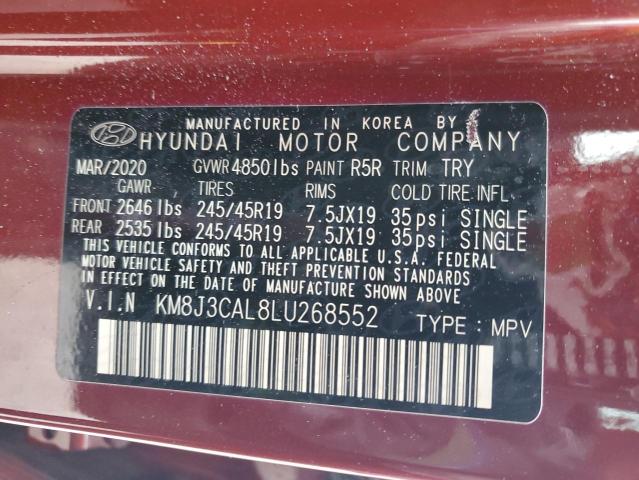 MANUFACTURED IN KOREA BY
HYUNDAI MOTOR COMPANY
MAR/2020 GVWR 4850lbs PAINT R5R TRIM TRY
GAWR TIRES RIMS COLD TIRE INFL.
FRONT 2646 lbs 245/45R19 7.5JX19 35psi SINGLE
REAR 2535 lbs 245/45R19 7.5JX19 35psi SINGLE
THIS VEHICLE CONFORMS TO ALL APPLICABLE U.S.A. FEDERAL
MOTOR VEHICLE SAFETY AND THEFT PREVENTION STANDARDS
IN EFFECT ON THE DATE OF MANUFACTURE SHOWN ABOVE.
V.I.N KM8J3CAL8LU268552 TYPE : MPV